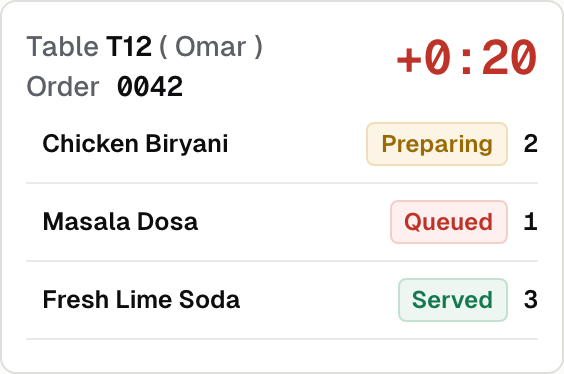 Table T12 ( Omar )
+0:20
Order 0042
Chicken Biryani Preparing 2
Masala Dosa Queued 1
Fresh Lime Soda Served 3